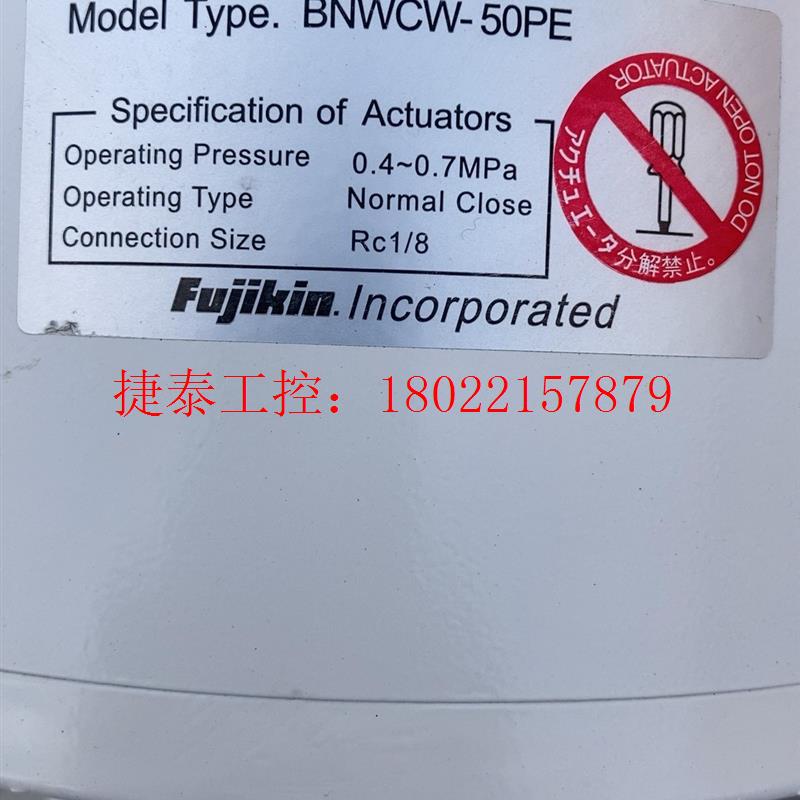 Model Type. BNWCW-50PE
Specification of Actuators
Operating Pressure 0.4~0.7MPa
Operating Type Normal Close
Connection Size Rc1/8
Fujikin. Incorporated
DO NOT OPEN ACTUATOR
アクチュエータ分解禁止。
捷泰工控：18022157879